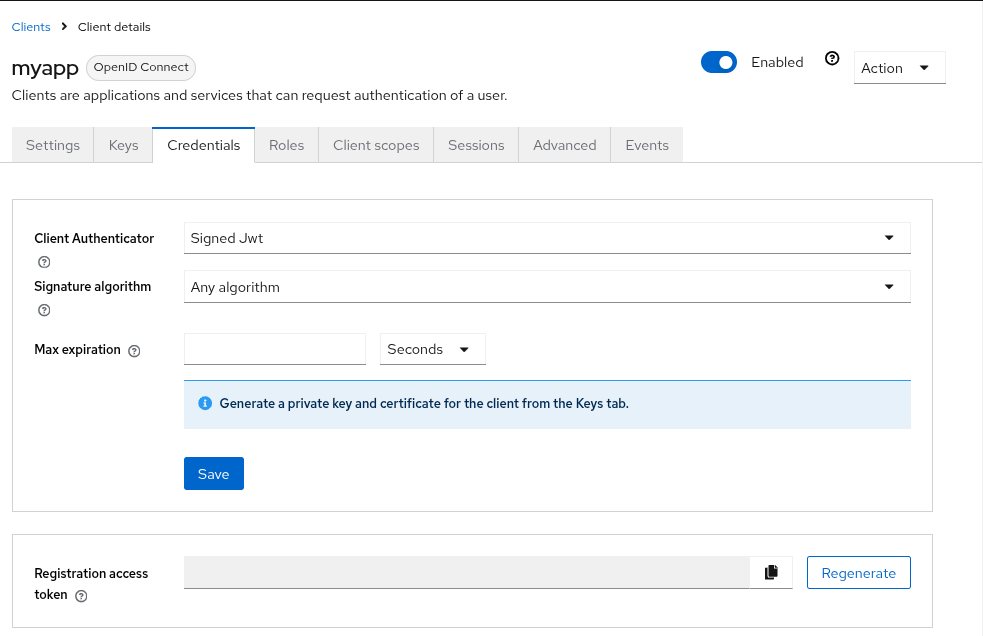 Clients > Client details
myapp OpenID Connect Enabled Action
Clients are applications and services that can request authentication of a user.
Settings Keys Credentials Roles Client scopes Sessions Advanced Events
Client Authenticator Signed Jwt
Signature algorithm Any algorithm
Max expiration Seconds
Generate a private key and certificate for the client from the Keys tab.
Save
Registration access
token
Regenerate